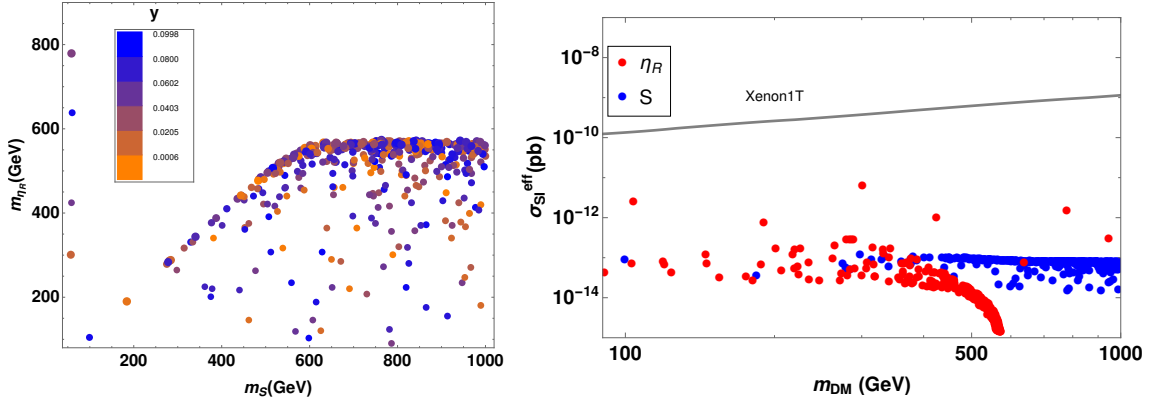 y
0.0998
0.0800
0.0602
0.0403
0.0205
0.0006
800
600
400
200
m_{η_R}(GeV)
200 400 600 800 1000
m_S(GeV)
η_R
S
Xenon1T
10^{-8}
10^{-10}
10^{-12}
10^{-14}
σ_{SI}^{eff}(pb)
100 500 1000
m_{DM} (GeV)